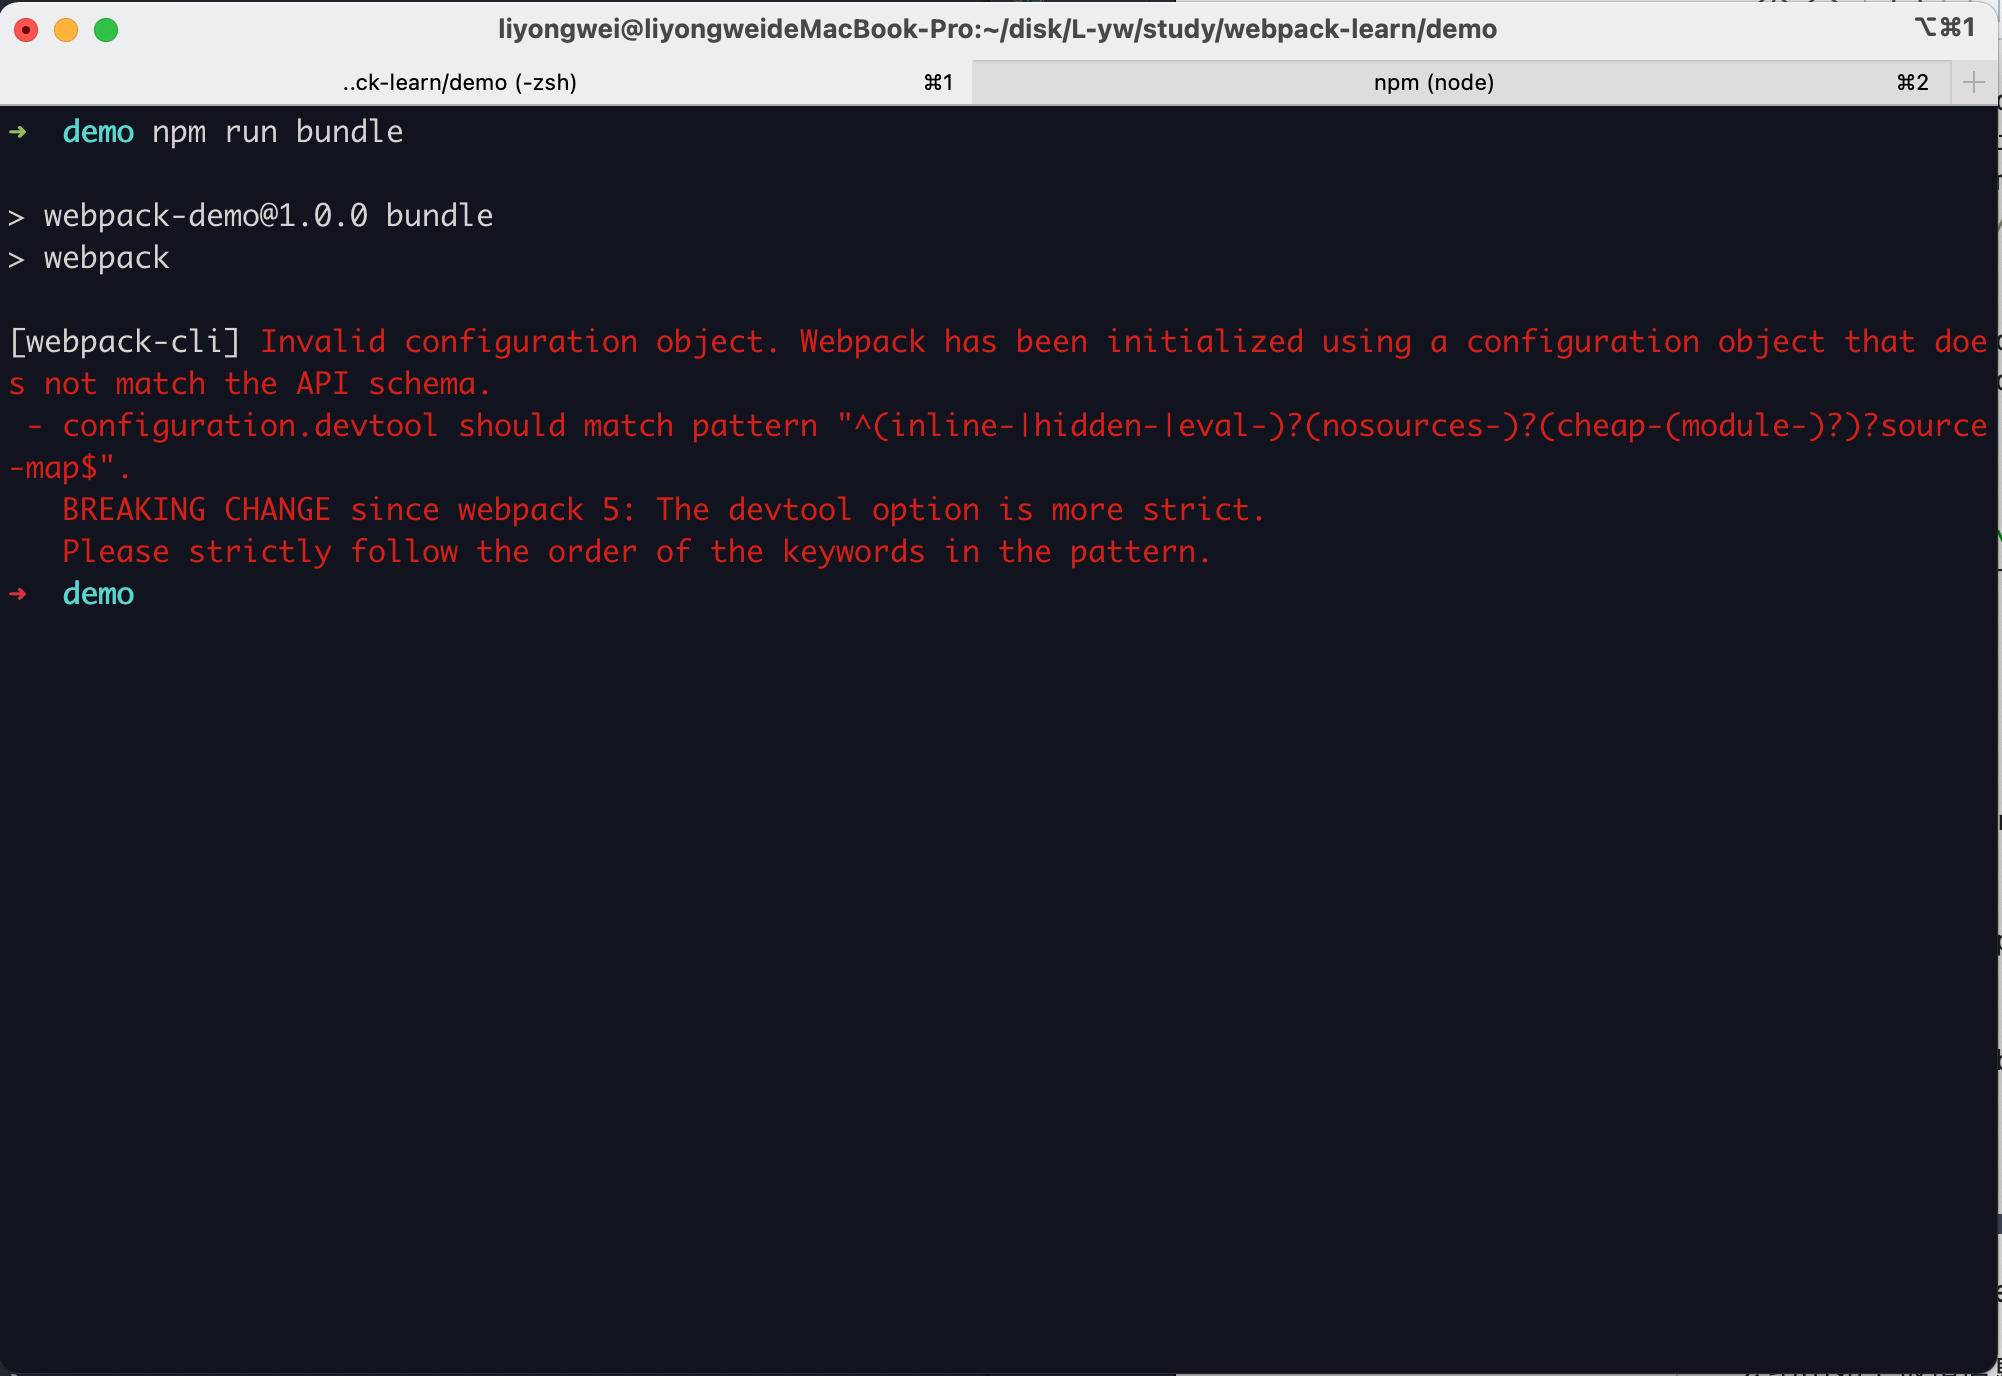 liyongwei@liyongweideMacBook-Pro:~/disk/L-yw/study/webpack-learn/demo ⌥⌘1
..ck-learn/demo (-zsh) ⌘1 npm (node) ⌘2 +
➜ demo npm run bundle
> webpack-demo@1.0.0 bundle
> webpack
[webpack-cli] Invalid configuration object. Webpack has been initialized using a configuration object that doe
s not match the API schema.
- configuration.devtool should match pattern "^(inline-|hidden-|eval-)?(nosources-)?(cheap-(module-)?)?source
-map$".
BREAKING CHANGE since webpack 5: The devtool option is more strict.
Please strictly follow the order of the keywords in the pattern.
➜ demo